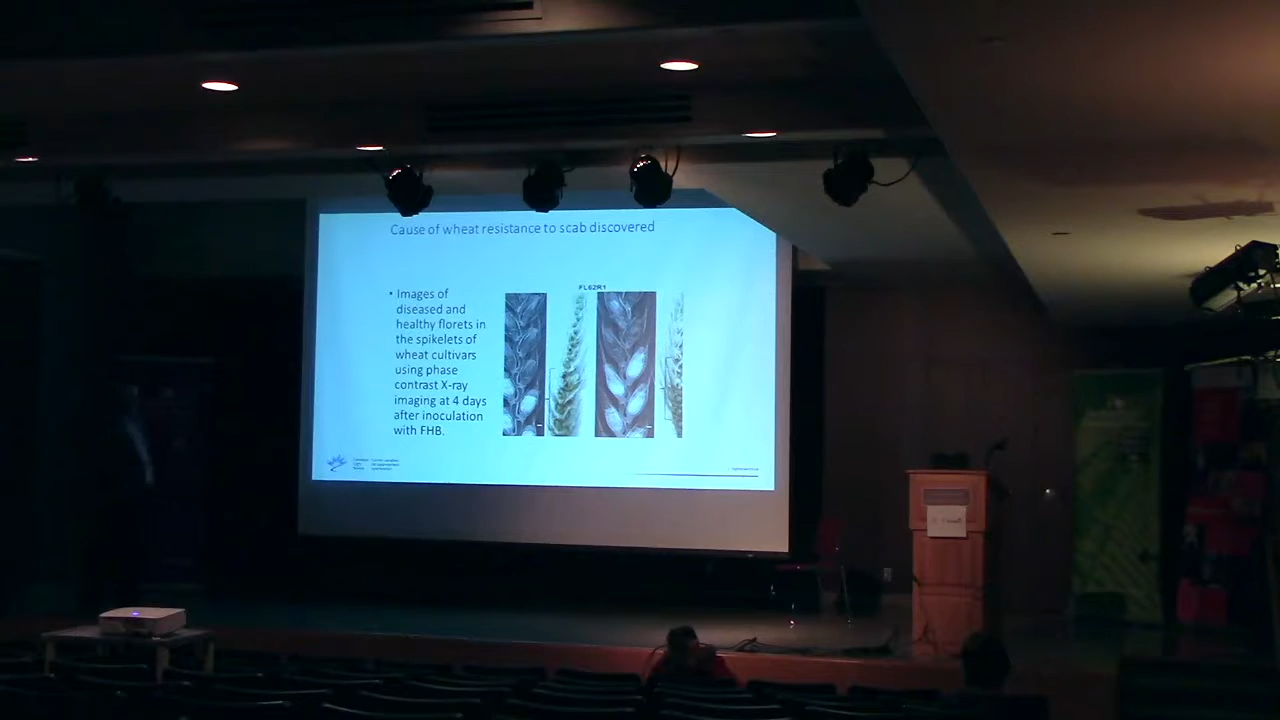 Cause of wheat resistance to scab discovered
FL62R1
• Images of
diseased and
healthy florets in
the spikelets of
wheat cultivars
using phase
contrast X-ray
imaging at 4 days
after inoculation
with FHB.